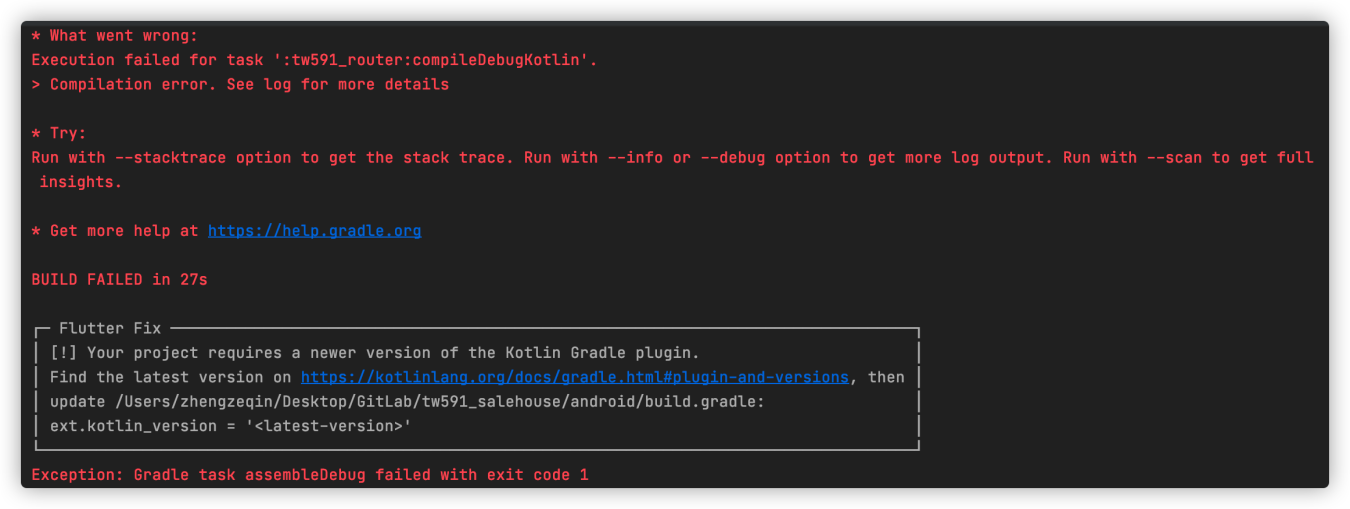 * What went wrong:
Execution failed for task ':tw591_router:compileDebugKotlin'.
> Compilation error. See log for more details
* Try:
Run with --stacktrace option to get the stack trace. Run with --info or --debug option to get more log output. Run with --scan to get full
insights.
* Get more help at https://help.gradle.org
BUILD FAILED in 27s
Flutter Fix
[!] Your project requires a newer version of the Kotlin Gradle plugin.
Find the latest version on https://kotlinlang.org/docs/gradle.html#plugin-and-versions, then
update /Users/zhengzeqin/Desktop/GitLab/tw591_salehouse/android/build.gradle:
ext.kotlin_version = '<latest-version>'
Exception: Gradle task assembleDebug failed with exit code 1